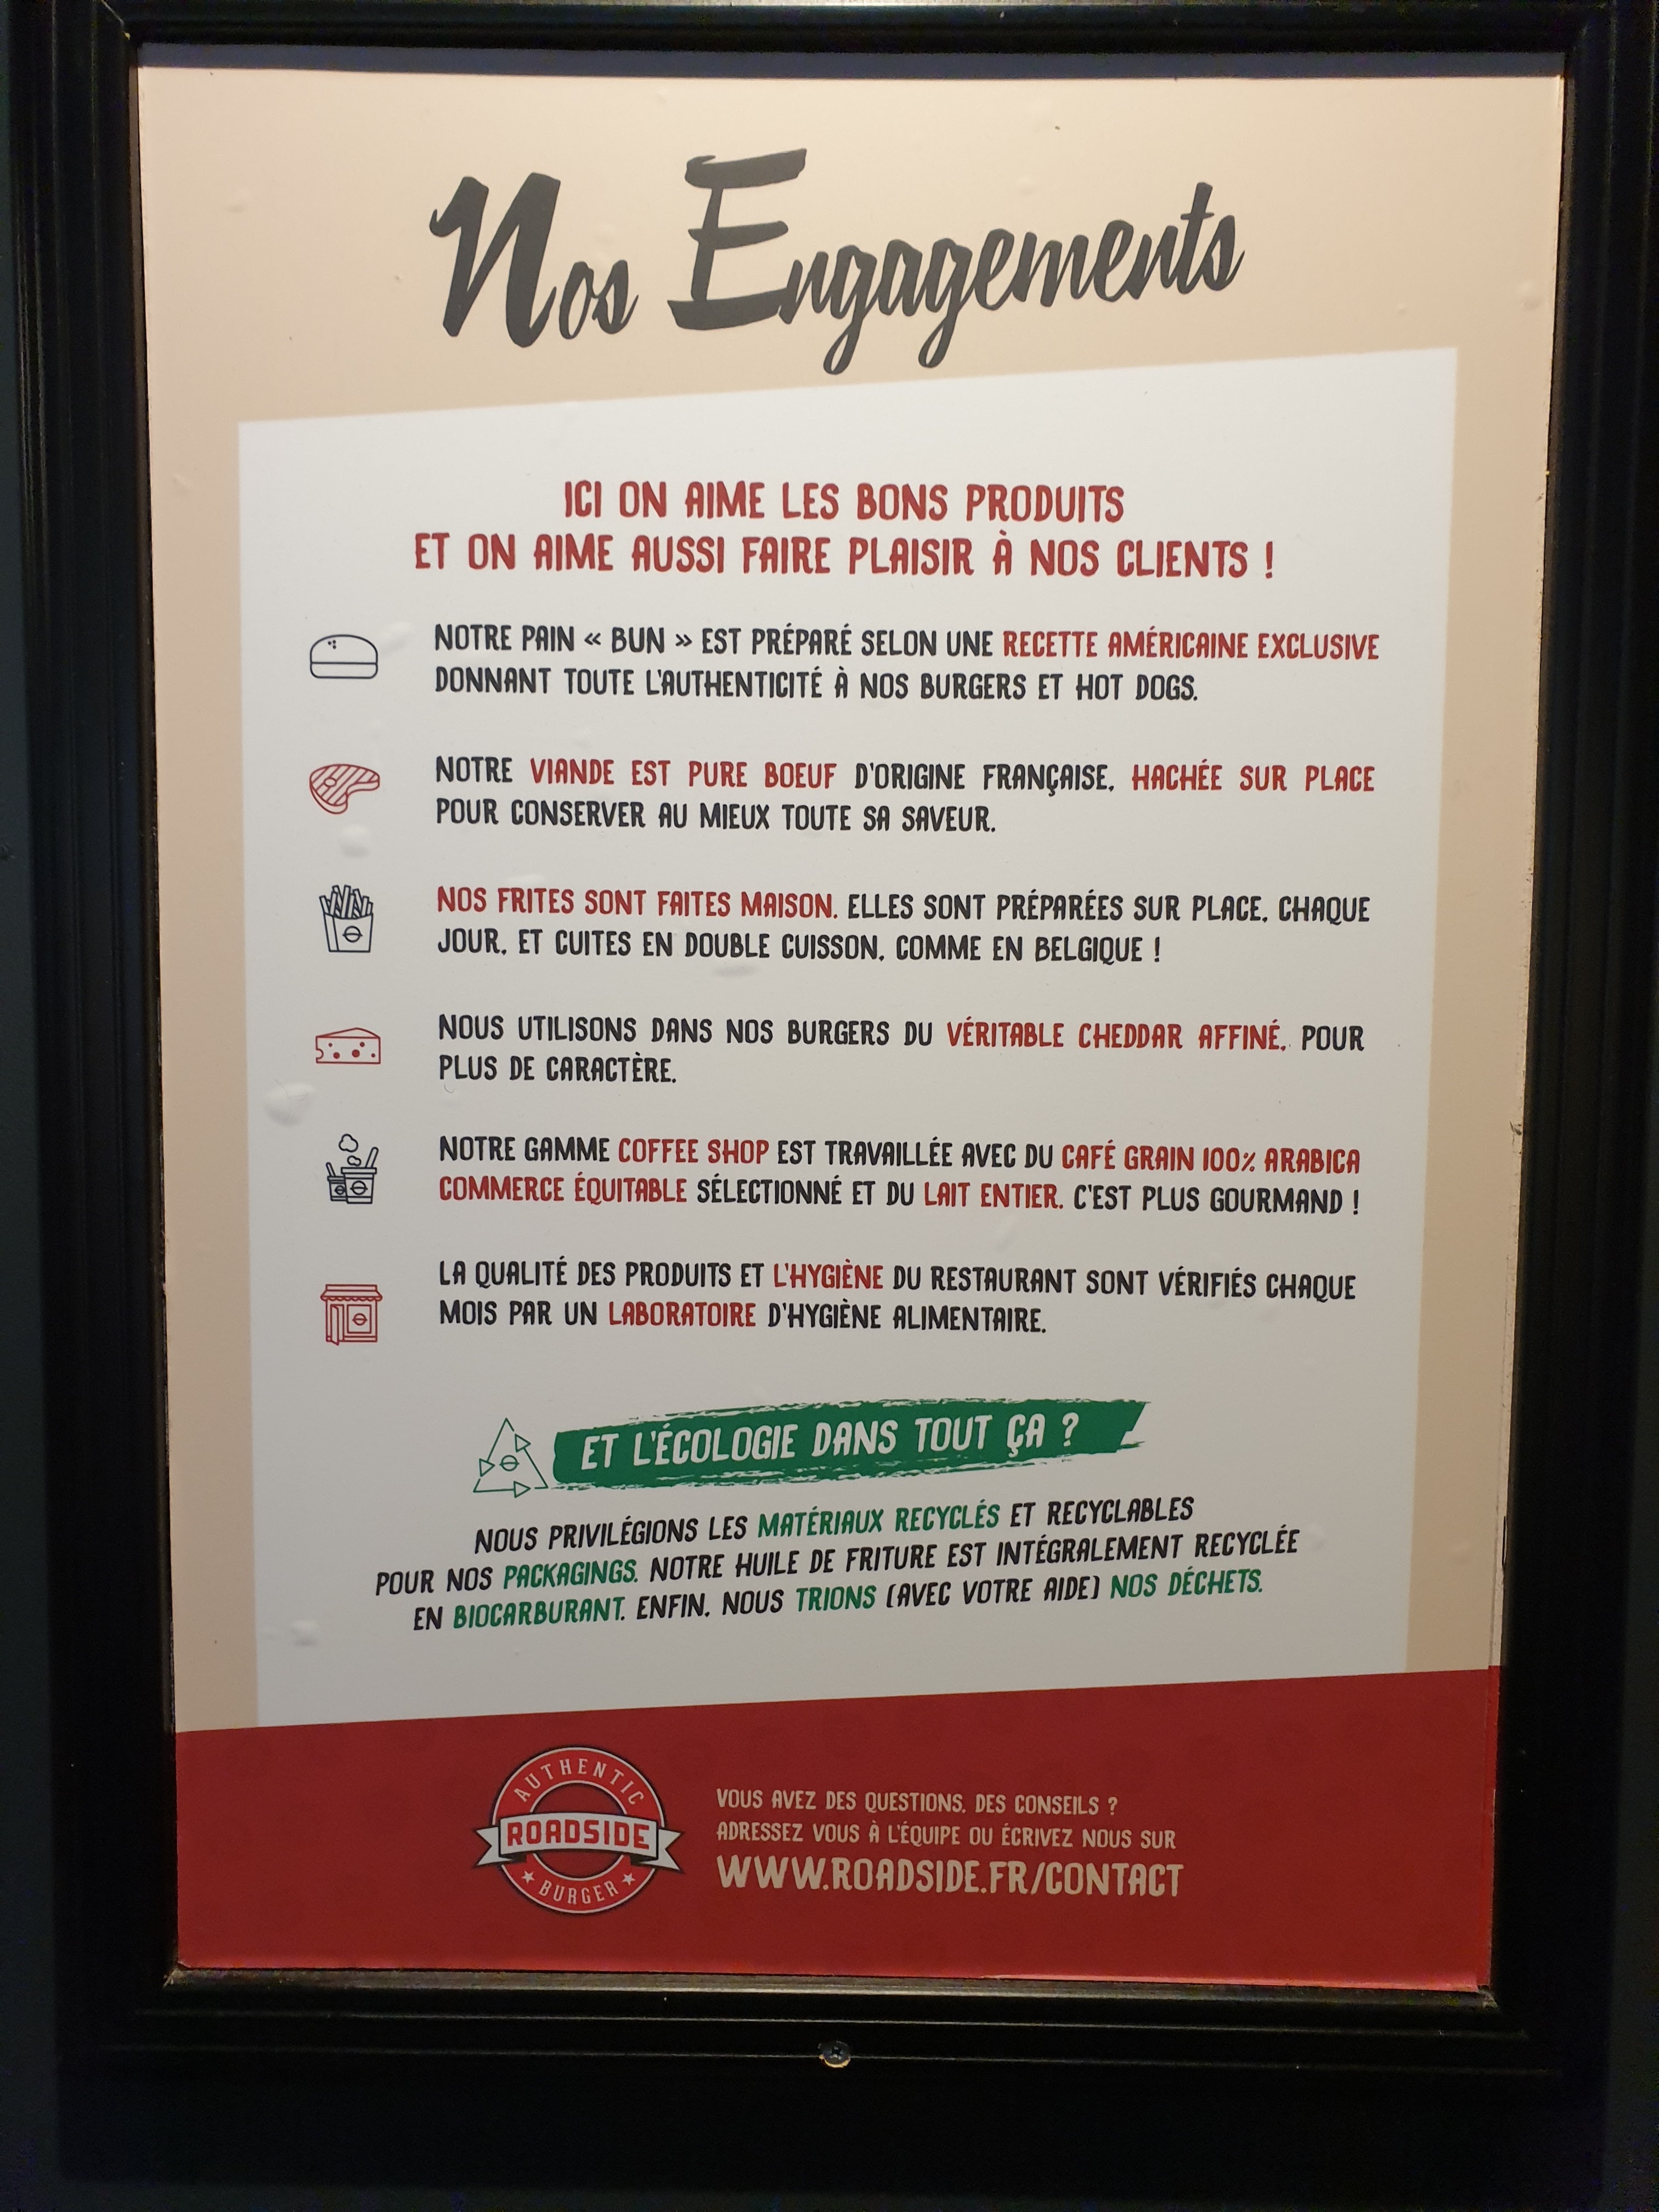 Nos Engagements
ICI ON AIME LES BONS PRODUITS
ET ON AIME AUSSI FAIRE PLAISIR À NOS CLIENTS !
NOTRE PAIN « BUN » EST PRÉPARÉ SELON UNE RECETTE AMÉRICAINE EXCLUSIVE
DONNANT TOUTE L'AUTHENTICITÉ À NOS BURGERS ET HOT DOGS.
NOTRE VIANDE EST PURE BOEUF D'ORIGINE FRANÇAISE, HACHÉE SUR PLACE
POUR CONSERVER AU MIEUX TOUTE SA SAVEUR.
NOS FRITES SONT FAITES MAISON. ELLES SONT PRÉPARÉES SUR PLACE, CHAQUE
JOUR, ET CUITES EN DOUBLE CUISSON, COMME EN BELGIQUE !
NOUS UTILISONS DANS NOS BURGERS DU VÉRITABLE CHEDDAR AFFINÉ, POUR
PLUS DE CARACTÈRE.
NOTRE GAMME COFFEE SHOP EST TRAVAILLÉE AVEC DU CAFÉ GRAIN 100% ARABICA
COMMERCE ÉQUITABLE SÉLECTIONNÉ ET DU LAIT ENTIER. C'EST PLUS GOURMAND !
LA QUALITÉ DES PRODUITS ET L'HYGIÈNE DU RESTAURANT SONT VÉRIFIÉS CHAQUE
MOIS PAR UN LABORATOIRE D'HYGIÈNE ALIMENTAIRE.
ET L'ÉCOLOGIE DANS TOUT ÇA ?
NOUS PRIVILÉGIONS LES MATÉRIAUX RECYCLÉS ET RECYCLABLES
POUR NOS PACKAGINGS. NOTRE HUILE DE FRITURE EST INTÉGRALEMENT RECYCLÉE
EN BIOCARBURANT. ENFIN, NOUS TRIONS (AVEC VOTRE AIDE) NOS DÉCHETS.
AUTHENTIC
ROADSIDE
BURGER
VOUS AVEZ DES QUESTIONS, DES CONSEILS ?
ADRESSEZ VOUS À L'ÉQUIPE OU ÉCRIVEZ NOUS SUR
WWW.ROADSIDE.FR/CONTACT